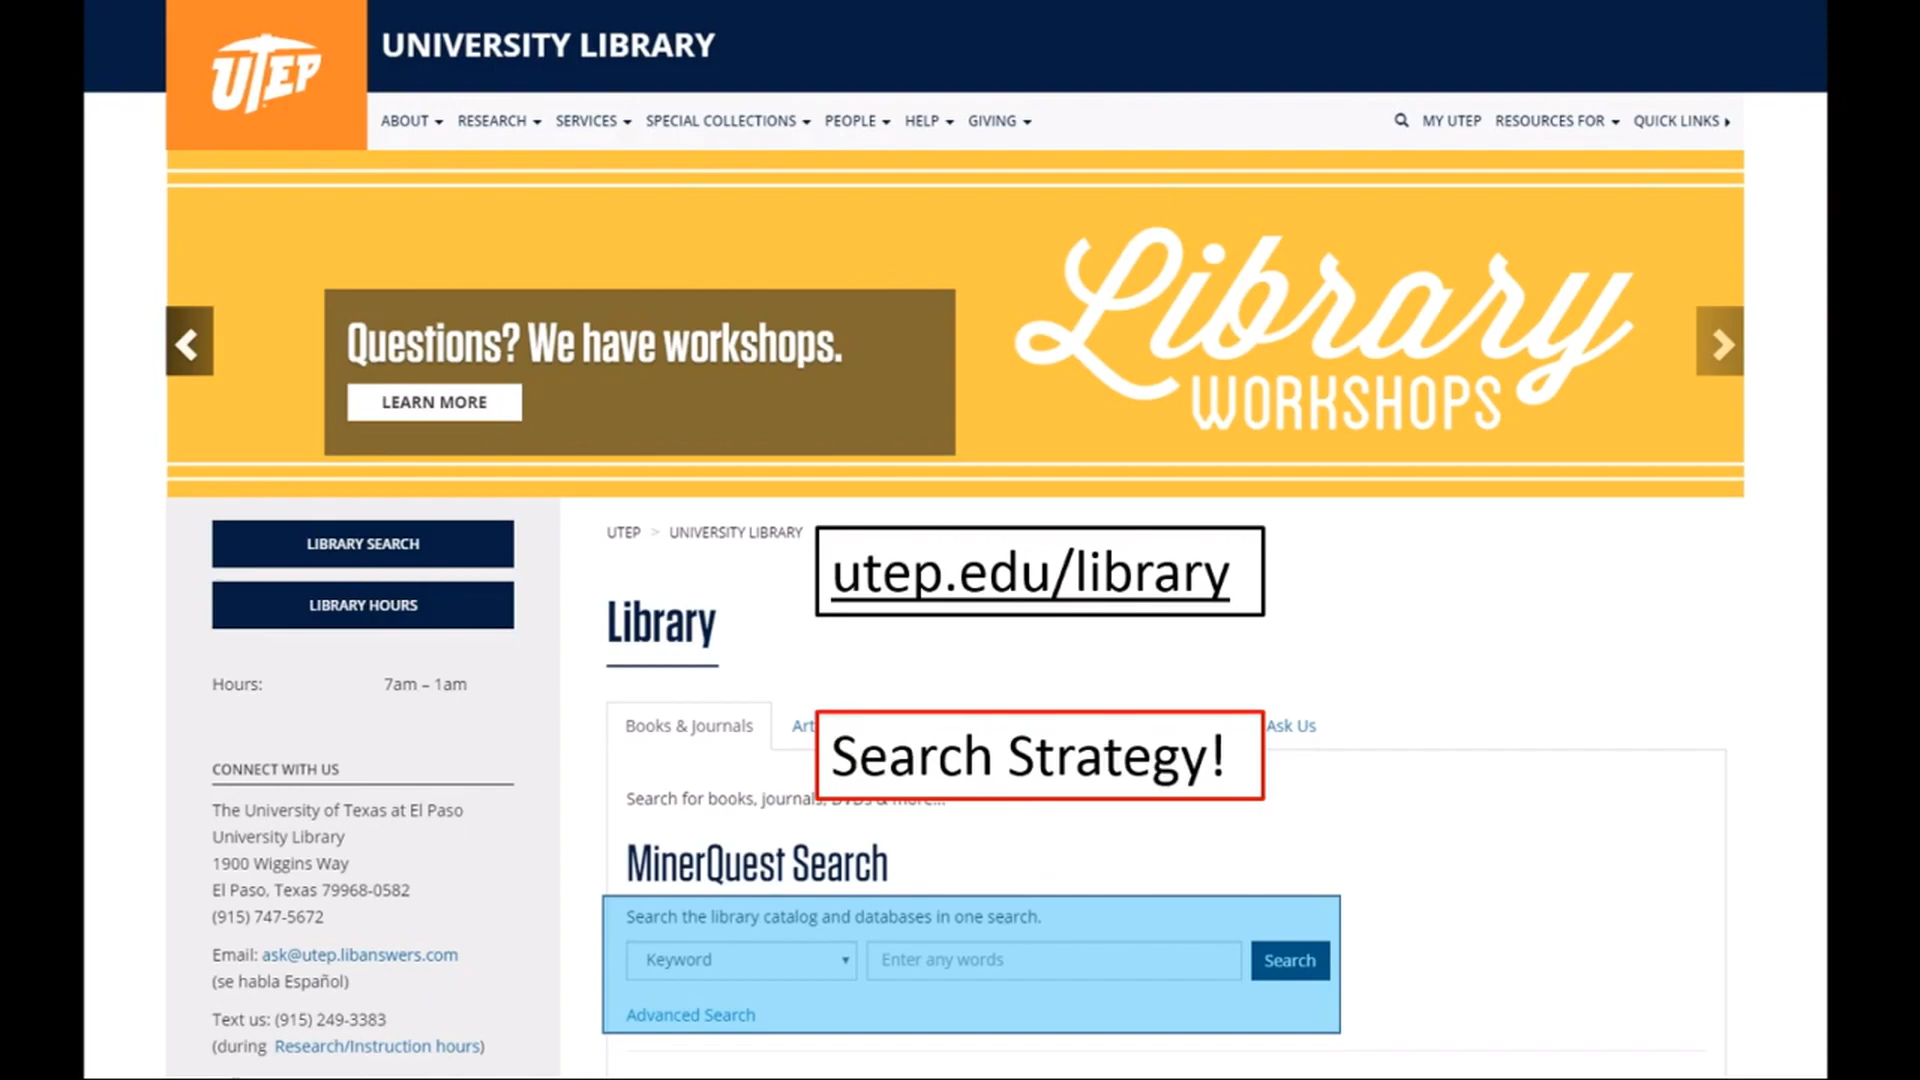 UTEP
UNIVERSITY LIBRARY
ABOUT RESEARCH SERVICES SPECIAL COLLECTIONS PEOPLE HELP GIVING MY UTEP RESOURCES FOR QUICK LINKS
Questions? We have workshops.
LEARN MORE
Library
WORKSHOPS
LIBRARY SEARCH
LIBRARY HOURS
Hours: 7am – 1am
CONNECT WITH US
The University of Texas at El Paso
University Library
1900 Wiggins Way
El Paso, Texas 79968-0582
(915) 747-5672
Email: ask@utep.libanswers.com
(se habla Español)
Text us: (915) 249-3383
(during Research/Instruction hours)
UTEP > UNIVERSITY LIBRARY
utep.edu/library
Library
Books & Journals Ask Us
Search Strategy!
Search for books, journals, DVDs & more...
MinerQuest Search
Search the library catalog and databases in one search.
Keyword Enter any words Search
Advanced Search